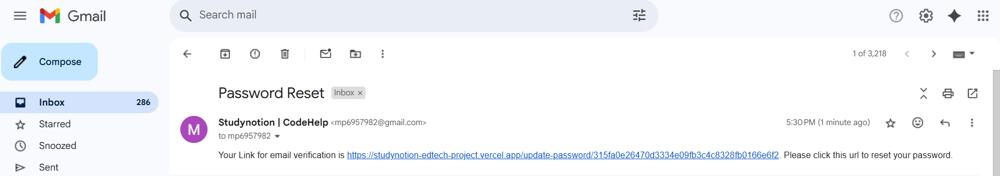 Gmail
Search mail
Compose
1 of 3,218
Password Reset Inbox ×
Inbox 286
Studynotion | CodeHelp <mp6957982@gmail.com> 5:30 PM (1 minute ago)
Starred
to mp6957982
Snoozed
Your Link for email verification is https://studynotion-edtech-project.vercel.app/update-password/315fa0e26470d3334e09fb3c4c8328fb0166e6f2. Please click this url to reset your password.
Sent
M